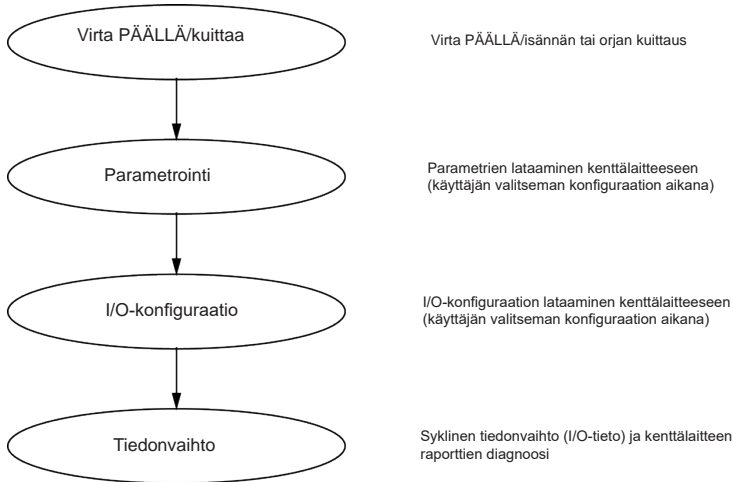 Virta PÄÄLLÄ/kuittaa
Virta PÄÄLLÄ/isännän tai orjan kuittaus
Parametrointi
Parametrien lataaminen kenttälaitteeseen
(käyttäjän valitseman konfiguraation aikana)
I/O-konfiguraatio
I/O-konfiguraation lataaminen kenttälaitteeseen
(käyttäjän valitseman konfiguraation aikana)
Tiedonvaihto
Syklinen tiedonvaihto (I/O-tieto) ja kenttälaitteen
raporttien diagnoosi